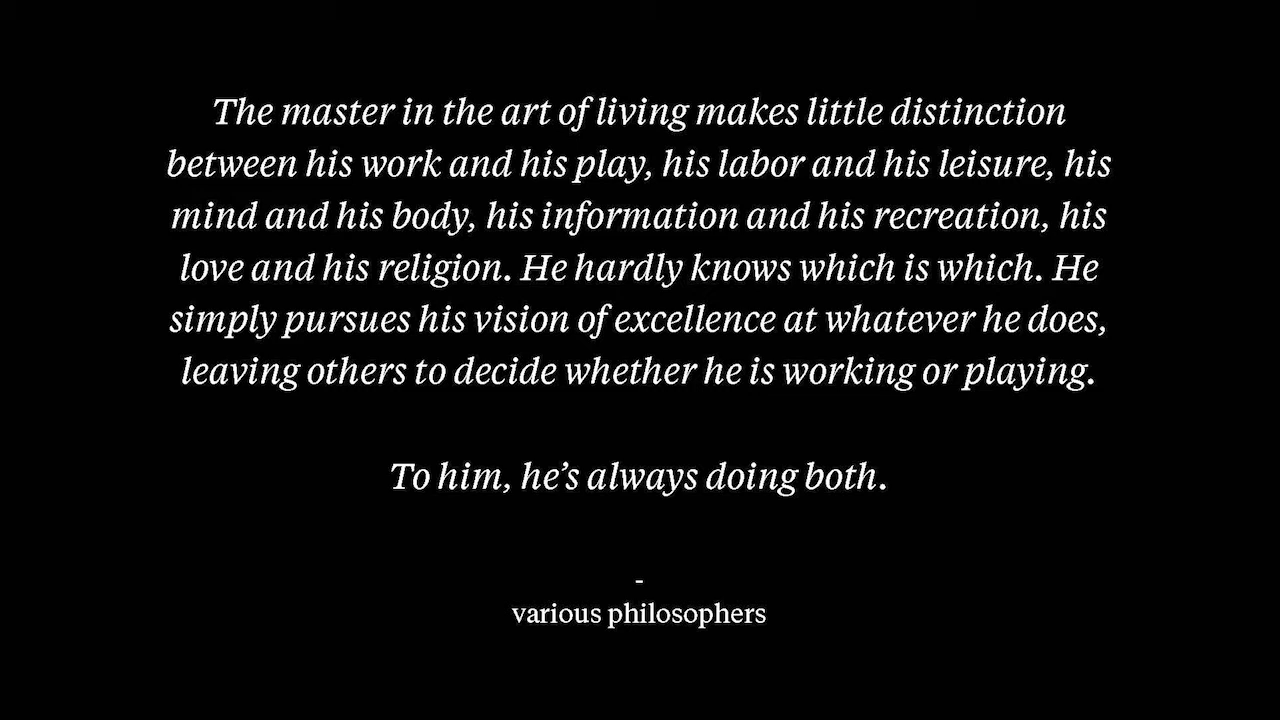 The master in the art of living makes little distinction
between his work and his play, his labor and his leisure, his
mind and his body, his information and his recreation, his
love and his religion. He hardly knows which is which. He
simply pursues his vision of excellence at whatever he does,
leaving others to decide whether he is working or playing.
To him, he’s always doing both.
-
various philosophers